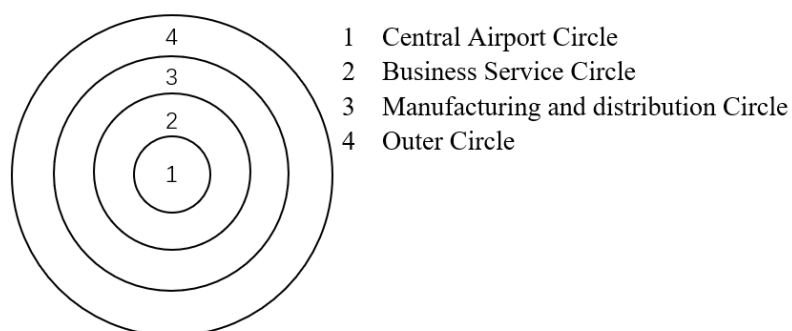 4
3
2
1
1 Central Airport Circle
2 Business Service Circle
3 Manufacturing and distribution Circle
4 Outer Circle